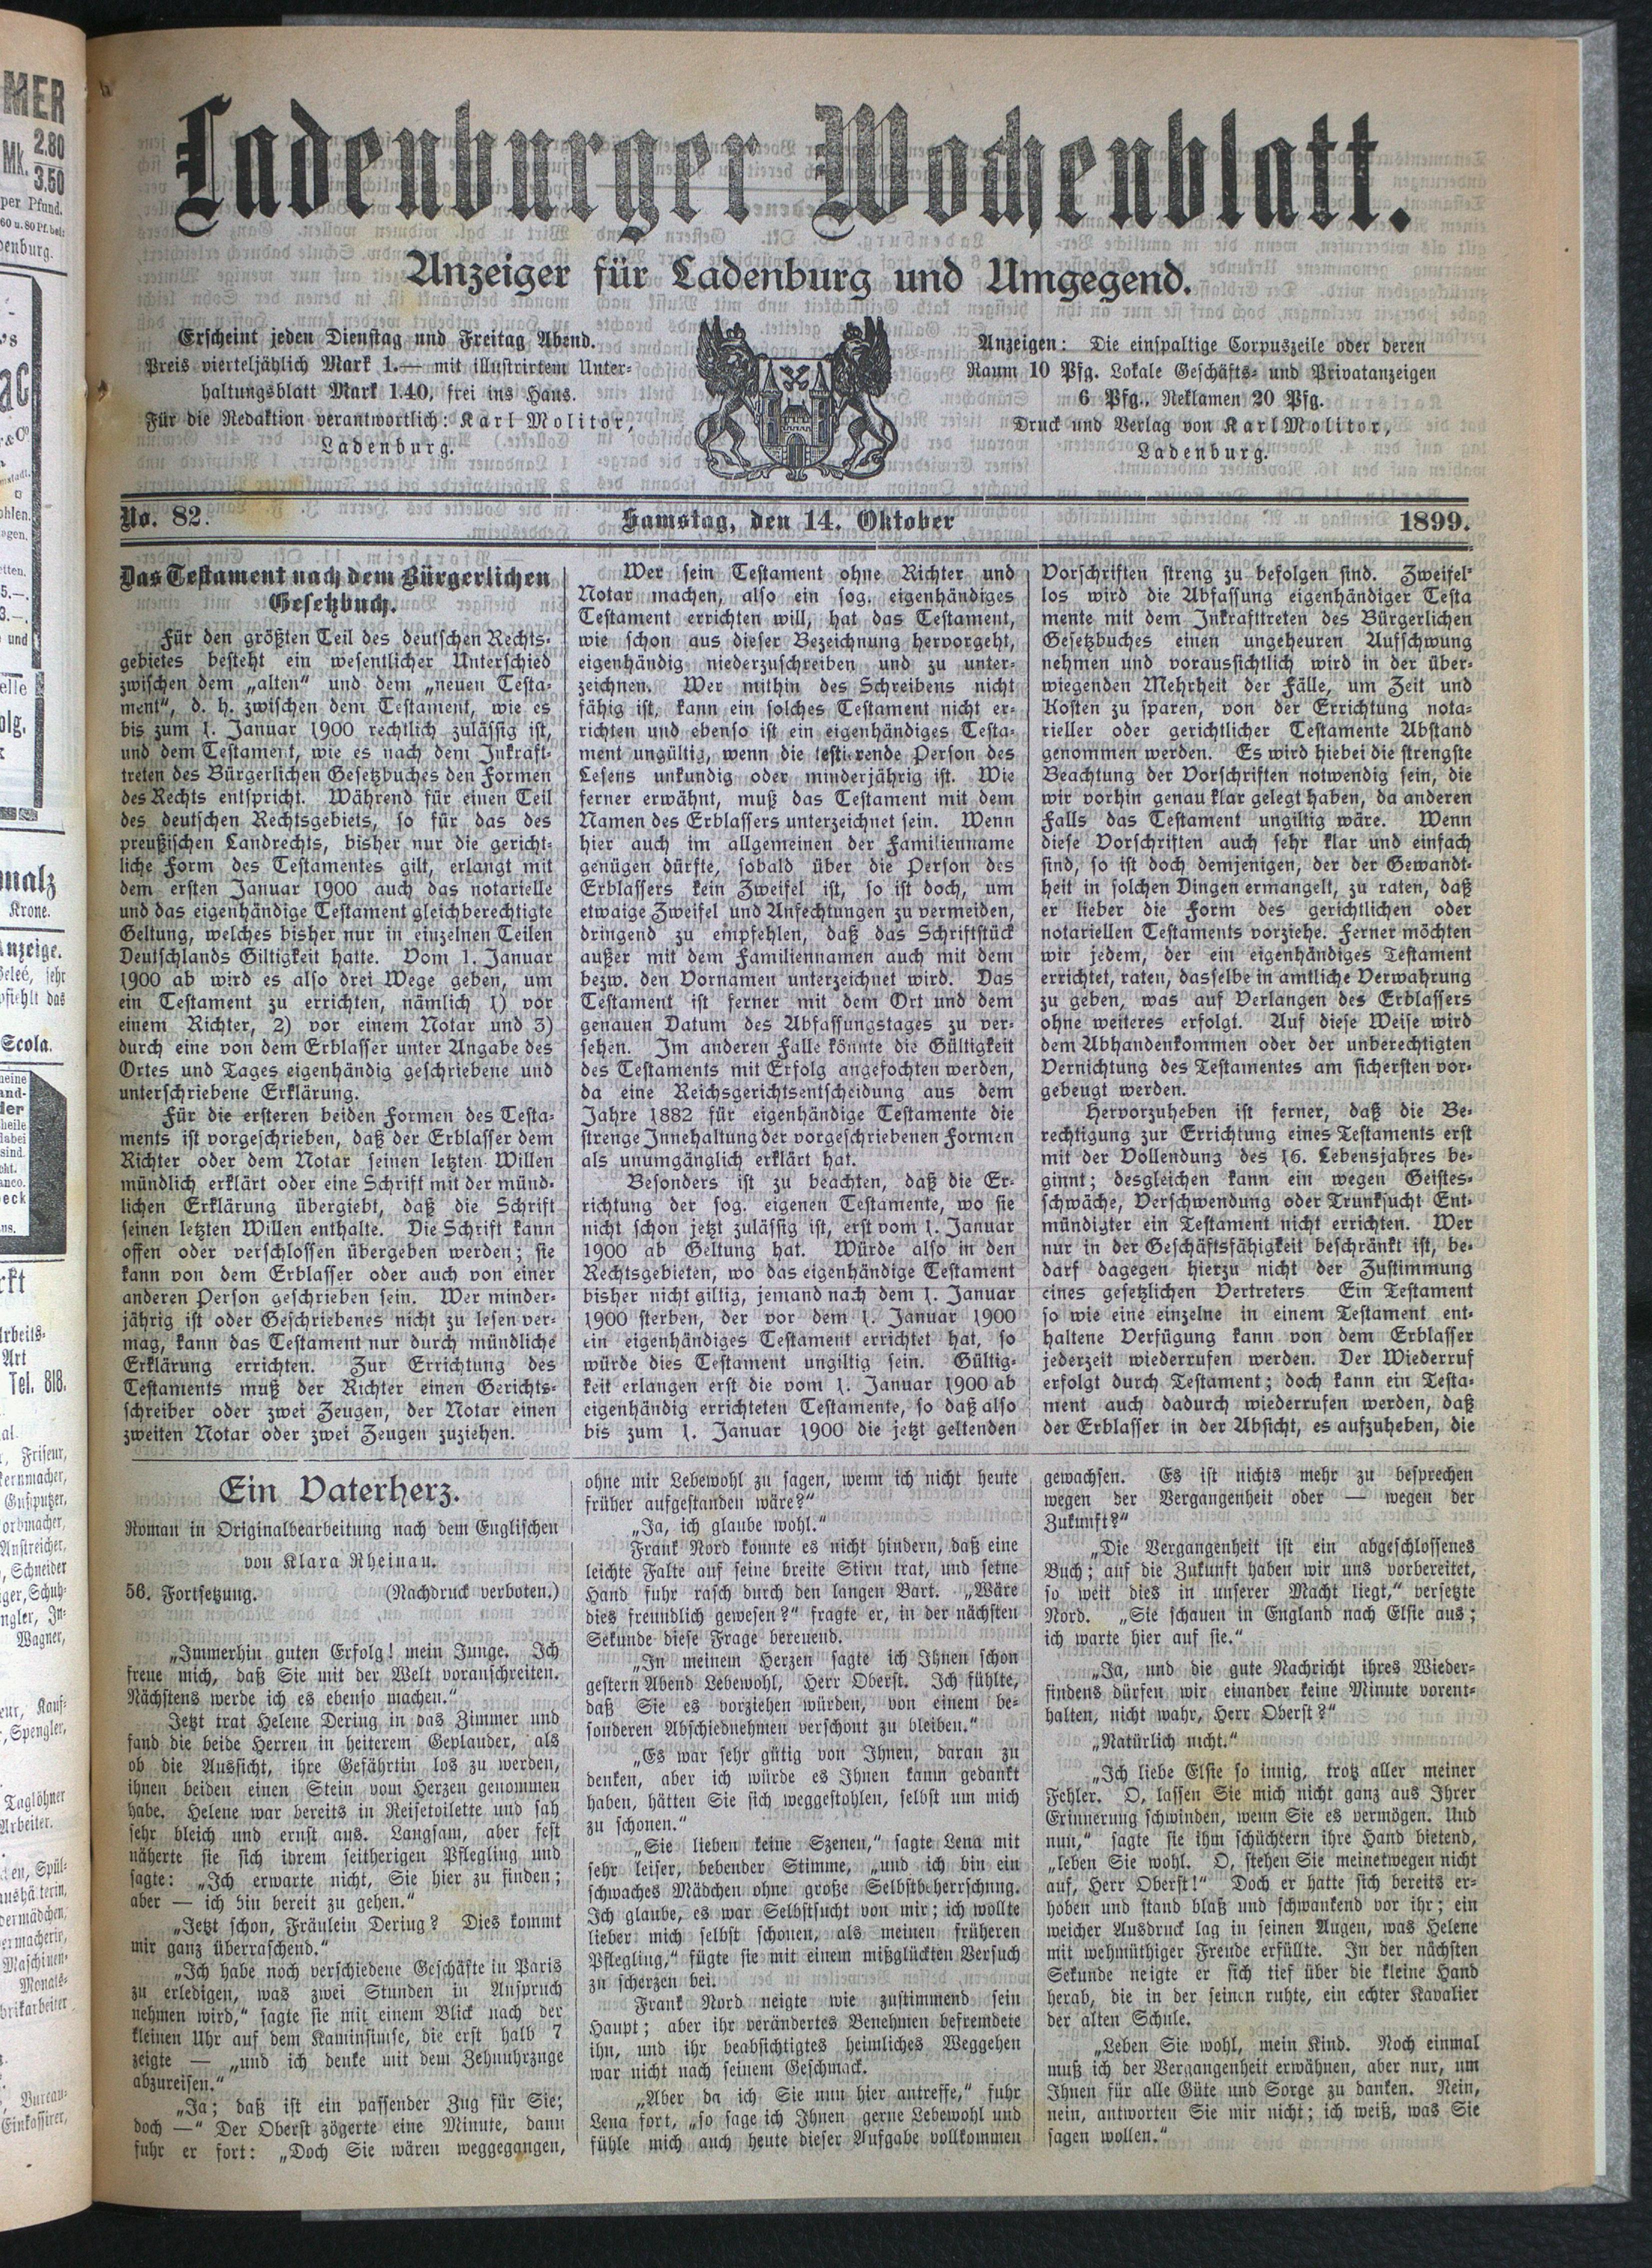 Ladenburger Wochenblatt.
Anzeiger für Ladenburg und Umgegend.
Erscheint jeden Dienstag und Freitag Abend.
Preis vierteljählich Mark 1.— mit illustrirtem Unter-
haltungsblatt Mark 1.40, frei ins Haus.
Für die Redaktion verantwortlich: Karl Molitor,
Ladenburg.
Anzeigen: Die einspaltige Corpuszeile oder deren
Raum 10 Pfg. Lokale Geschäfts- und Privatanzeigen
6 Pfg., Reklamen 20 Pfg.
Druck und Verlag von Karl Molitor,
Ladenburg.
No. 82.
Samstag, den 14. Oktober
1899.
Das Testament nach dem Bürgerlichen
Gesetzbuch.
Für den größten Teil des deutschen Rechts-
gebietes besteht ein wesentlicher Unterschied
zwischen dem „alten“ und dem „neuen Testa-
ment“, d. h. zwischen dem Testament, wie es
bis zum 1. Januar 1900 rechtlich zulässig ist,
und dem Testament, wie es nach dem Inkraft-
treten des Bürgerlichen Gesetzbuches den Formen
des Rechts entspricht. Während für einen Teil
des deutschen Rechtsgebiets, so für das des
preußischen Landrechts, bisher nur die gericht-
liche Form des Testamentes gilt, erlangt mit
dem ersten Januar 1900 auch das notarielle
und das eigenhändige Testament gleichberechtigte
Geltung, welches bisher nur in einzelnen Teilen
Deutschlands Giltigkeit hatte. Vom 1. Januar
1900 ab wird es also drei Wege geben, um
ein Testament zu errichten, nämlich 1) vor
einem Richter, 2) vor einem Notar und 3)
durch eine von dem Erblasser unter Angabe des
Ortes und Tages eigenhändig geschriebene und
unterschriebene Erklärung.
Für die ersteren beiden Formen des Testa-
ments ist vorgeschrieben, daß der Erblasser dem
Richter oder dem Notar seinen letzten Willen
mündlich erklärt oder eine Schrift mit der münd-
lichen Erklärung übergiebt, daß die Schrift
seinen letzten Willen enthalte. Die Schrift kann
offen oder verschlossen übergeben werden; sie
kann von dem Erblasser oder auch von einer
anderen Person geschrieben sein. Wer minder-
jährig ist oder Geschriebenes nicht zu lesen ver-
mag, kann das Testament nur durch mündliche
Erklärung errichten. Zur Errichtung des
Testaments muß der Richter einen Gerichts-
schreiber oder zwei Zeugen, der Notar einen
zweiten Notar oder zwei Zeugen zuziehen.
Wer sein Testament ohne Richter und
Notar machen, also ein sog. eigenhändiges
Testament errichten will, hat das Testament,
wie schon aus dieser Bezeichnung hervorgeht,
eigenhändig niederzuschreiben und zu unter-
zeichnen. Wer mithin des Schreibens nicht
fähig ist, kann ein solches Testament nicht er-
richten und ebenso ist ein eigenhändiges Testa-
ment ungültig, wenn die testirende Person des
Lesens unkundig oder minderjährig ist. Wie
ferner erwähnt, muß das Testament mit dem
Namen des Erblassers unterzeichnet sein. Wenn
hier auch im allgemeinen der Familienname
genügen dürfte, sobald über die Person des
Erblassers kein Zweifel ist, so ist doch, um
etwaige Zweifel und Anfechtungen zu vermeiden,
dringend zu empfehlen, daß das Schriftstück
außer mit dem Familiennamen auch mit dem
bezw. den Vornamen unterzeichnet wird. Das
Testament ist ferner mit dem Ort und dem
genauen Datum des Abfassungstages zu ver-
sehen. Im anderen Falle könnte die Gültigkeit
des Testaments mit Erfolg angefochten werden,
da eine Reichsgerichtsentscheidung aus dem
Jahre 1882 für eigenhändige Testamente die
strenge Innehaltung der vorgeschriebenen Formen
als unumgänglich erklärt hat.
Besonders ist zu beachten, daß die Er-
richtung der sog. eigenen Testamente, wo sie
nicht schon jetzt zulässig ist, erst vom 1. Januar
1900 ab Geltung hat. Würde also in den
Rechtsgebieten, wo das eigenhändige Testament
bisher nicht giltig, jemand nach dem 1. Januar
1900 sterben, der vor dem 1. Januar 1900
ein eigenhändiges Testament errichtet hat, so
würde dies Testament ungiltig sein. Gültig-
keit erlangen erst die vom 1. Januar 1900 ab
eigenhändig errichteten Testamente, so daß also
bis zum 1. Januar 1900 die jetzt geltenden
Vorschriften streng zu befolgen sind. Zweifel-
los wird die Abfassung eigenhändiger Testa
mente mit dem Inkrafttreten des Bürgerlichen
Gesetzbuches einen ungeheuren Aufschwung
nehmen und voraussichtlich wird in der über-
wiegenden Mehrheit der Fälle, um Zeit und
Kosten zu sparen, von der Errichtung nota-
rieller oder gerichtlicher Testamente Abstand
genommen werden. Es wird hiebei die strengste
Beachtung der Vorschriften notwendig sein, die
wir vorhin genau klar gelegt haben, da anderen
Falls das Testament ungiltig wäre. Wenn
diese Vorschriften auch sehr klar und einfach
sind, so ist doch demjenigen, der der Gewandt-
heit in solchen Dingen ermangelt, zu raten, daß
er lieber die Form des gerichtlichen oder
notariellen Testaments vorziehe. Ferner möchten
wir jedem, der ein eigenhändiges Testament
errichtet, raten, dasselbe in amtliche Verwahrung
zu geben, was auf Verlangen des Erblassers
ohne weiteres erfolgt. Auf diese Weise wird
dem Abhandenkommen oder der unberechtigten
Vernichtung des Testamentes am sichersten vor-
gebeugt werden.
Hervorzuheben ist ferner, daß die Be-
rechtigung zur Errichtung eines Testaments erst
mit der Vollendung des 16. Lebensjahres be-
ginnt; desgleichen kann ein wegen Geistes-
schwäche, Verschwendung oder Trunksucht Ent-
mündigter ein Testament nicht errichten. Wer
nur in der Geschäftsfähigkeit beschränkt ist, be-
darf dagegen hierzu nicht der Zustimmung
eines gesetzlichen Vertreters Ein Testament
so wie eine einzelne in einem Testament ent-
haltene Verfügung kann von dem Erblasser
jederzeit wiederrufen werden. Der Wiederruf
erfolgt durch Testament; doch kann ein Testa-
ment auch dadurch wiederrufen werden, daß
der Erblasser in der Absicht, es aufzuheben, die
Ein Vaterherz.
Roman in Originalbearbeitung nach dem Englischen
von Klara Rheinau.
56. Fortsetzung. (Nachdruck verboten.)
„Immerhin guten Erfolg! mein Junge. Ich
freue mich, daß Sie mit der Welt voranschreiten.
Nächstens werde ich es ebenso machen.“
Jetzt trat Helene Dering in das Zimmer und
fand die beide Herren in heiterem Geplauder, als
ob die Aussicht, ihre Gefährtin los zu werden,
ihnen beiden einen Stein vom Herzen genommen
habe. Helene war bereits in Reisetoilette und sah
sehr bleich und ernst aus. Langsam, aber fest
näherte sie sich ihrem seitherigen Pflegling und
sagte: „Ich erwarte nicht, Sie hier zu finden;
aber — ich bin bereit zu gehen.“
„Jetzt schon, Fräulein Dering? Dies kommt
mir ganz überraschend.“
„Ich habe noch verschiedene Geschäfte in Paris
zu erledigen, was zwei Stunden in Anspruch
nehmen wird,“ sagte sie mit einem Blick nach der
kleinen Uhr auf dem Kaminsimse, die erst halb 7
zeigte — „und ich denke mit dem Zehnuhrzuge
abzureisen.“
„Ja; daß ist ein passender Zug für Sie;
doch —“ Der Oberst zögerte eine Minute, dann
fuhr er fort: „Doch Sie wären weggegangen,
ohne mir Lebewohl zu sagen, wenn ich nicht heute
früher aufgestanden wäre?“
„Ja, ich glaube wohl.“
Frank Nord konnte es nicht hindern, daß eine
leichte Falte auf seine breite Stirn trat, und seine
Hand fuhr rasch durch den langen Bart. „Wäre
dies freundlich gewesen?“ fragte er, in der nächsten
Sekunde diese Frage bereuend.
„In meinem Herzen sagte ich Ihnen schon
gestern Abend Lebewohl, Herr Oberst. Ich fühlte,
daß Sie es vorziehen würden, von einem be-
sonderen Abschiednehmen verschont zu bleiben.“
„Es war sehr gütig von Ihnen, daran zu
denken, aber ich würde es Ihnen kaum gedankt
haben, hätten Sie sich weggestohlen, selbst um mich
zu schonen.“
„Sie lieben keine Szenen,“ sagte Lena mit
sehr leiser, bebender Stimme, „und ich bin ein
schwaches Mädchen ohne große Selbstbeherrschung.
Ich glaube, es war Selbstsucht von mir; ich wollte
lieber mich selbst schonen, als meinen früheren
Pflegling,“ fügte sie mit einem mißglückten Versuch
zu scherzen bei.
Frank Nord neigte wie zustimmend sein
Haupt; aber ihr verändertes Benehmen befremdete
ihn, und ihr beabsichtigtes heimliches Weggehen
war nicht nach seinem Geschmack.
„Aber da ich Sie nun hier antreffe,“ fuhr
Lena fort, „so sage ich Ihnen gerne Lebewohl und
fühle mich auch heute dieser Aufgabe vollkommen
gewachsen. Es ist nichts mehr zu besprechen
wegen der Vergangenheit oder — wegen der
Zukunft?“
„Die Vergangenheit ist ein abgeschlossenes
Buch; auf die Zukunft haben wir uns vorbereitet,
so weit dies in unserer Macht liegt,“ versetzte
Nord. „Sie schauen in England nach Elsie aus;
ich warte hier auf sie.“
„Ja, und die gute Nachricht ihres Wieder-
findens dürfen wir einander keine Minute vorent-
halten, nicht wahr, Herr Oberst?“
„Natürlich nicht.“
„Ich liebe Elsie so innig, trotz aller meiner
Fehler. O, lassen Sie mich nicht ganz aus Ihrer
Erinnerung schwinden, wenn Sie es vermögen. Und
nun,“ sagte sie ihm schüchtern ihre Hand bietend,
„leben Sie wohl. O, stehen Sie meinetwegen nicht
auf, Herr Oberst!“ Doch er hatte sich bereits er-
hoben und stand blaß und schwankend vor ihr; ein
weicher Ausdruck lag in seinen Augen, was Helene
mit wehmüthiger Freude erfüllte. In der nächsten
Sekunde neigte er sich tief über die kleine Hand
herab, die in der seinen ruhte, ein echter Kavalier
der alten Schule.
„Leben Sie wohl, mein Kind. Noch einmal
muß ich der Vergangenheit erwähnen, aber nur, um
Ihnen für alle Güte und Sorge zu danken. Nein,
nein, antworten Sie mir nicht; ich weiß, was Sie
sagen wollen.“